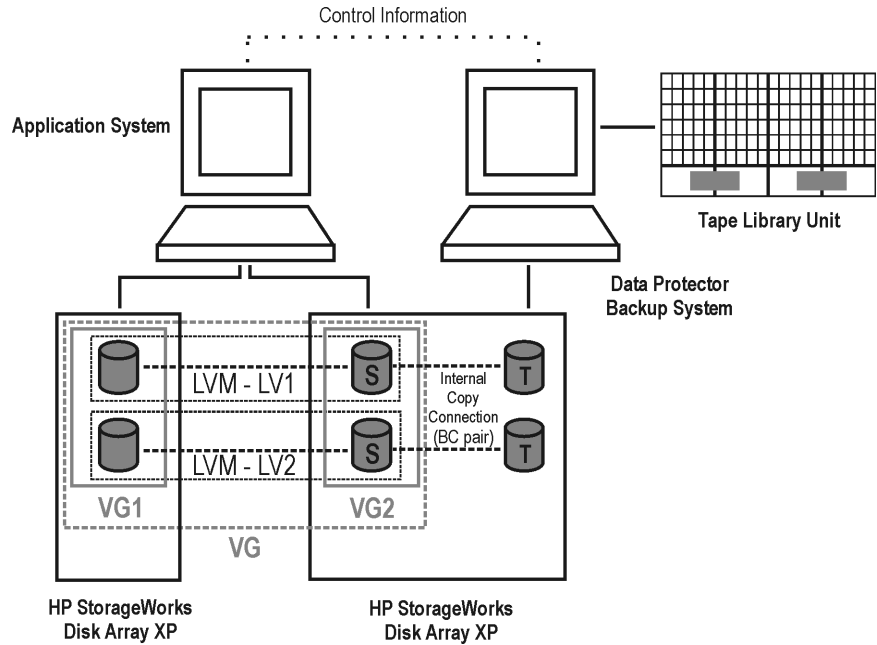 Control Information
Application System
Tape Library Unit
Data Protector
Backup System
S
T
LVM - LV1
Internal
Copy
Connection
(BC pair)
S
T
LVM - LV2
VG1
VG2
VG
HP StorageWorks
Disk Array XP
HP StorageWorks
Disk Array XP